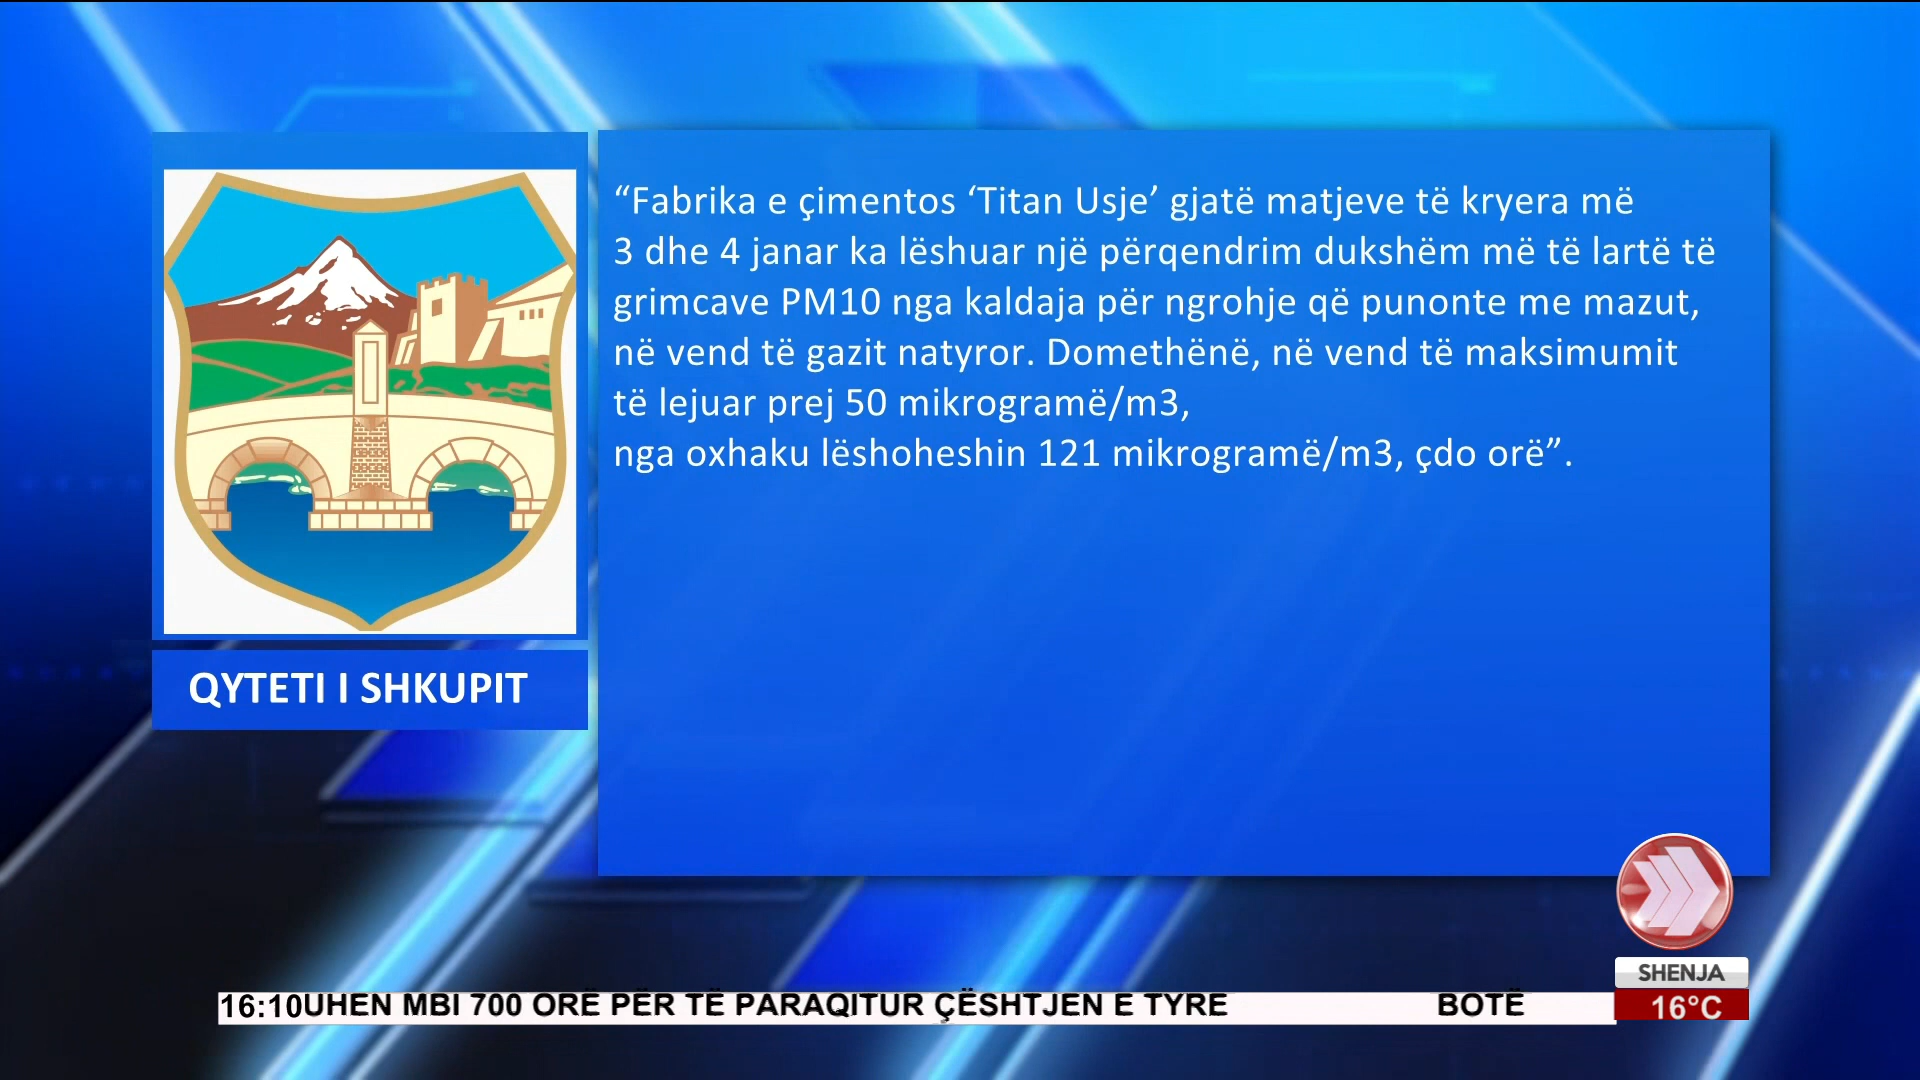 “Fabrika e çimentos ‘Titan Usje’ gjatë matjeve të kryera më
3 dhe 4 janar ka lëshuar një përqendrim dukshëm më të lartë të
grimcave PM10 nga kaldaja për ngrohje që punonte me mazut,
në vend të gazit natyror. Domethënë, në vend të maksimumit
të lejuar prej 50 mikrogramë/m3,
nga oxhaku lëshoheshin 121 mikrogramë/m3, çdo orë”.
QYTETI I SHKUPIT
SHENJA
16:10 UHEN MBI 700 ORË PËR TË PARAQITUR ÇËSHTJEN E TYRE BOTË
16°C